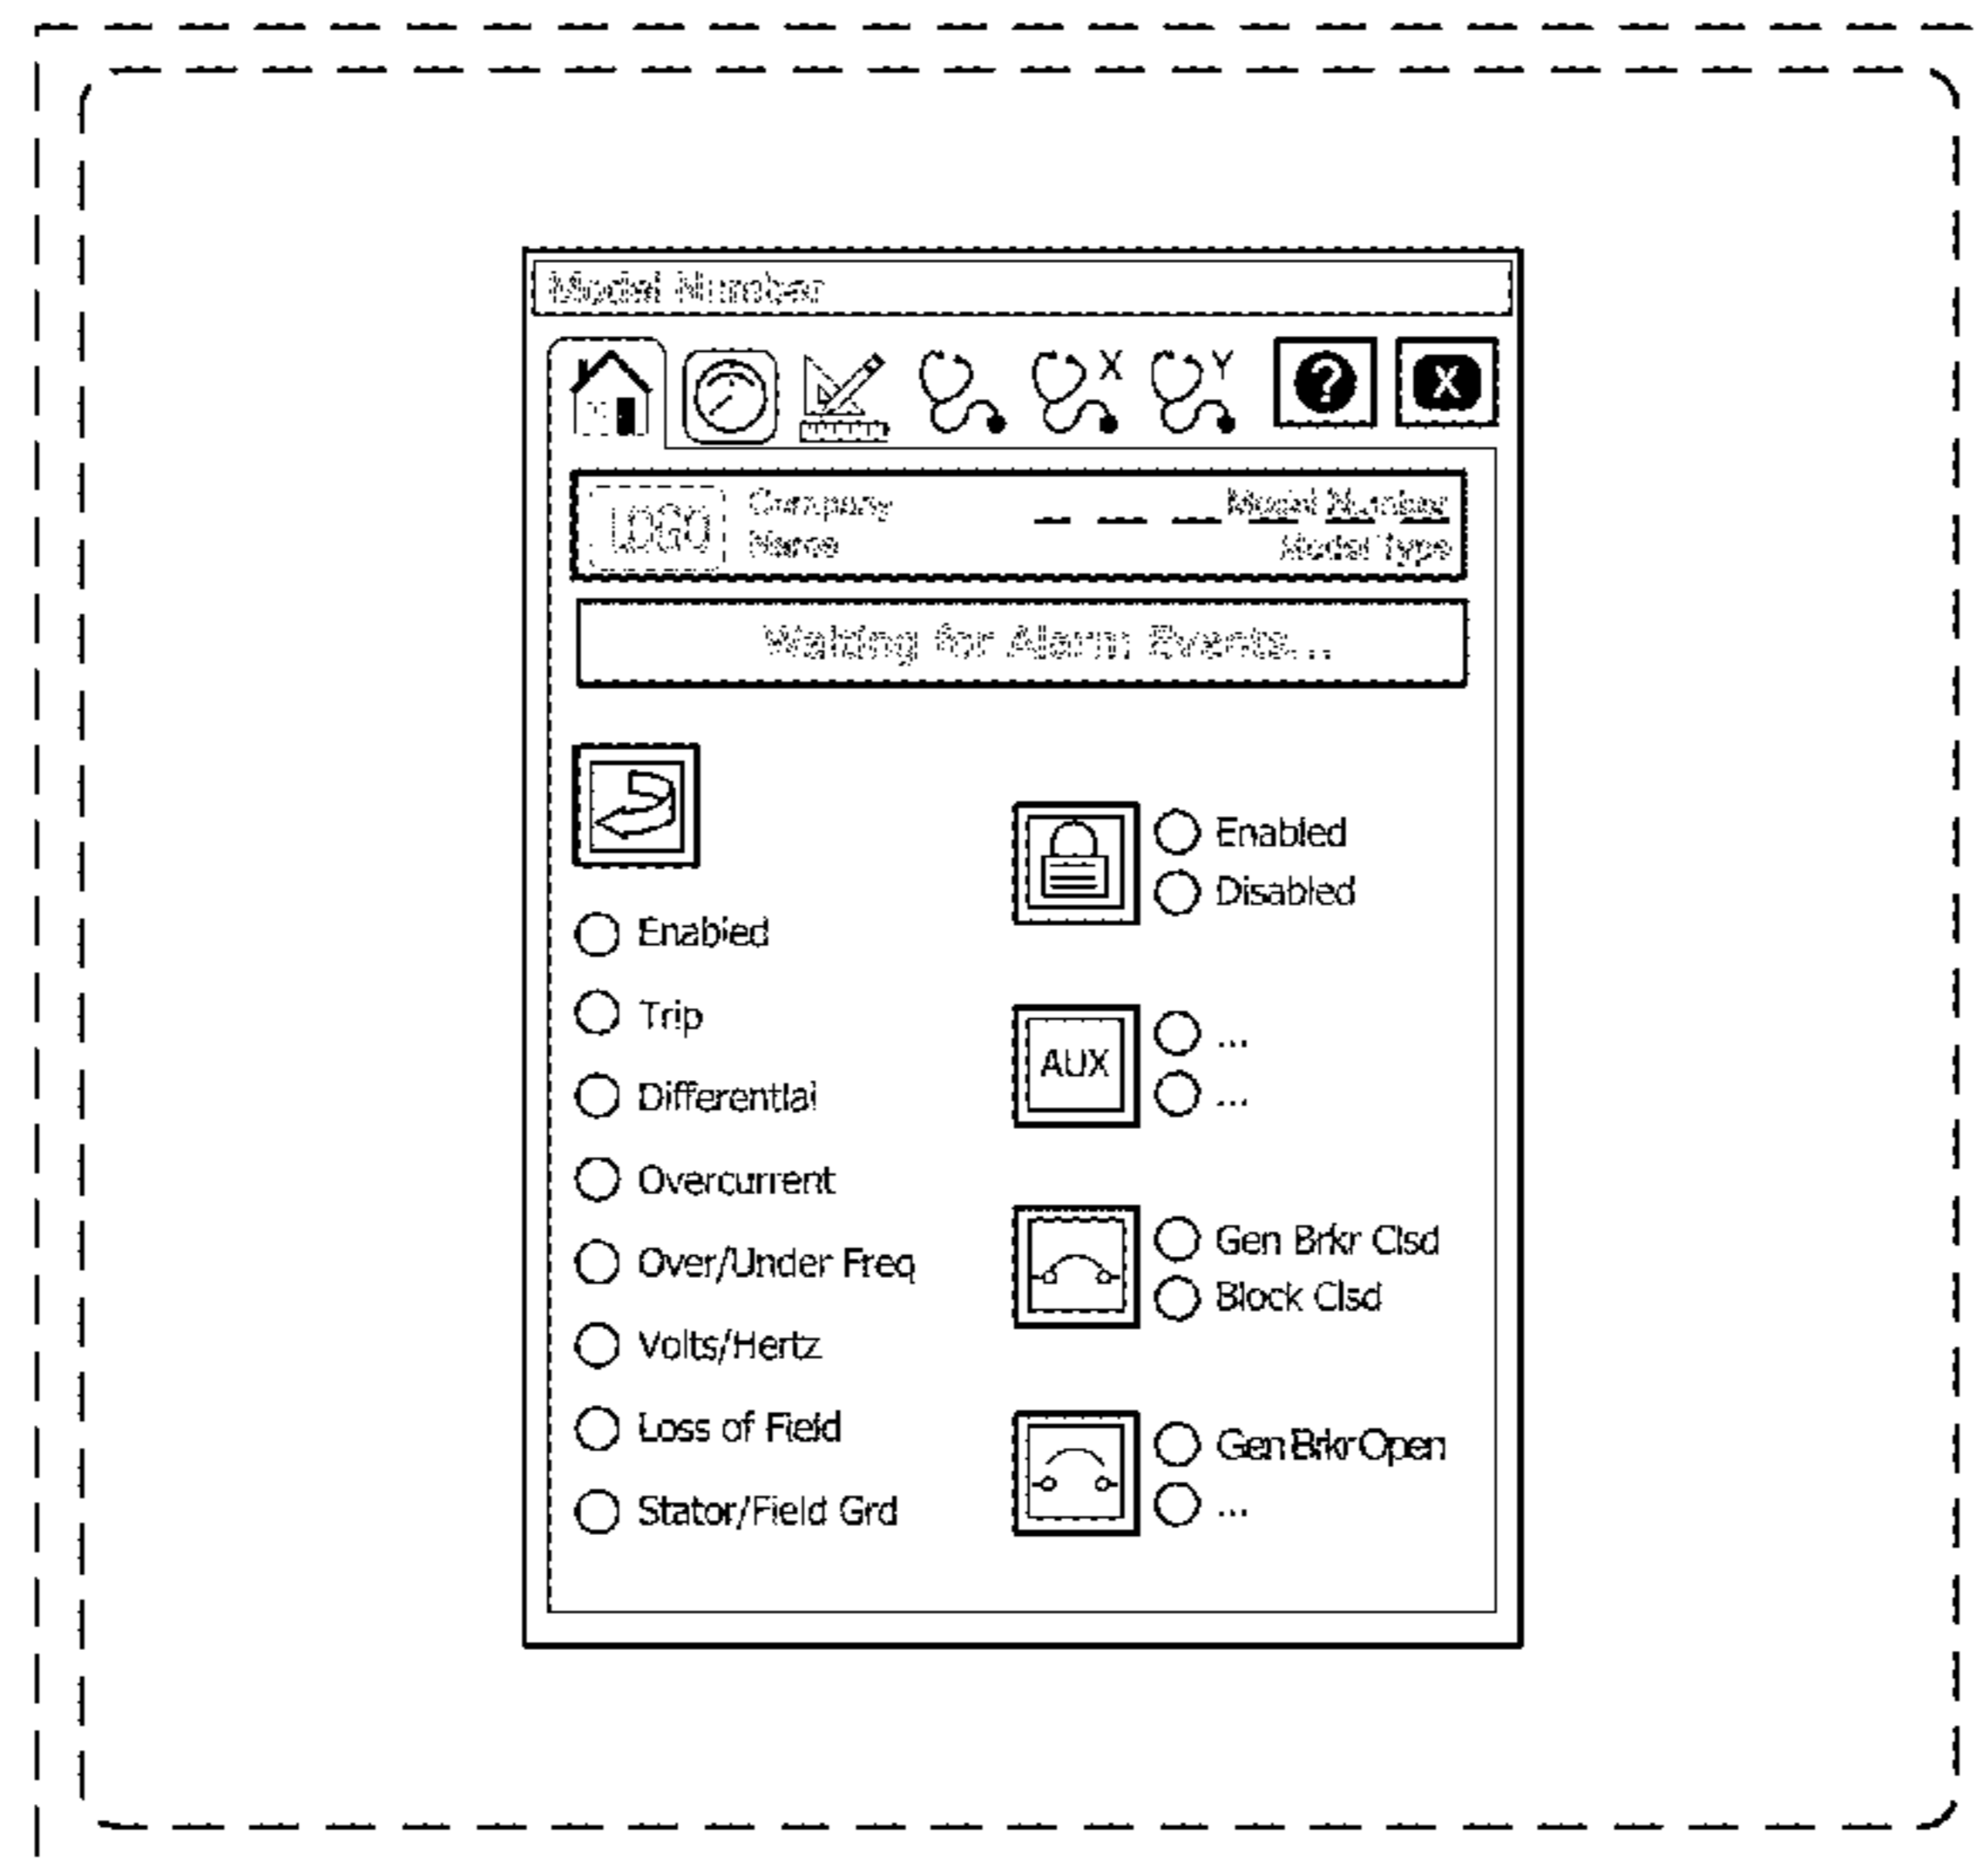 Model Number
X Y ? X
LOGO
Company
Name
Model Number
Model Type
Waiting for Alarm Events...
Enabled
Trip
Differential
Overcurrent
Over/Under Freq
Volts/Hertz
Loss of Field
Stator/Field Grd
Enabled
Disabled
AUX
...
...
Gen Brkr Clsd
Block Clsd
Gen Brkr Open
...